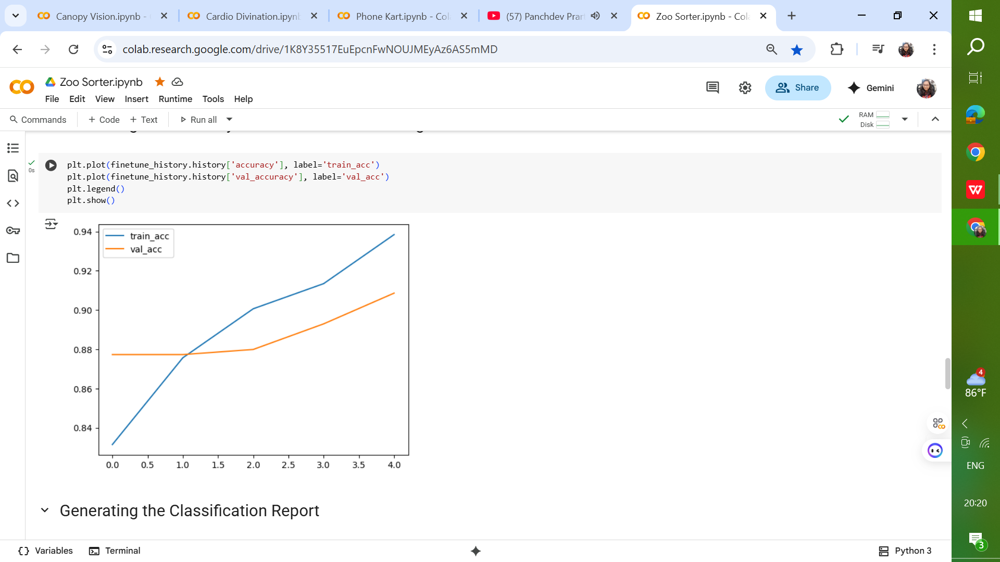 Canopy Vision.ipynb -
Cardio Divination.ipynb
Phone Kart.ipynb - Col
(57) Panchdev Prar
Zoo Sorter.ipynb - Col
colab.research.google.com/drive/1K8Y35517EuEpcnFwNOUJMEyAz6AS5mMD
Zoo Sorter.ipynb
File Edit View Insert Runtime Tools Help
Share
Gemini
Commands + Code + Text Run all
RAM
Disk
0s
plt.plot(finetune_history.history['accuracy'], label='train_acc')
plt.plot(finetune_history.history['val_accuracy'], label='val_acc')
plt.legend()
plt.show()
train_acc
val_acc
0.94
0.92
0.90
0.88
0.86
0.84
0.0 0.5 1.0 1.5 2.0 2.5 3.0 3.5 4.0
Generating the Classification Report
Variables
Terminal
Python 3
4
86°F
ENG
20:20
3